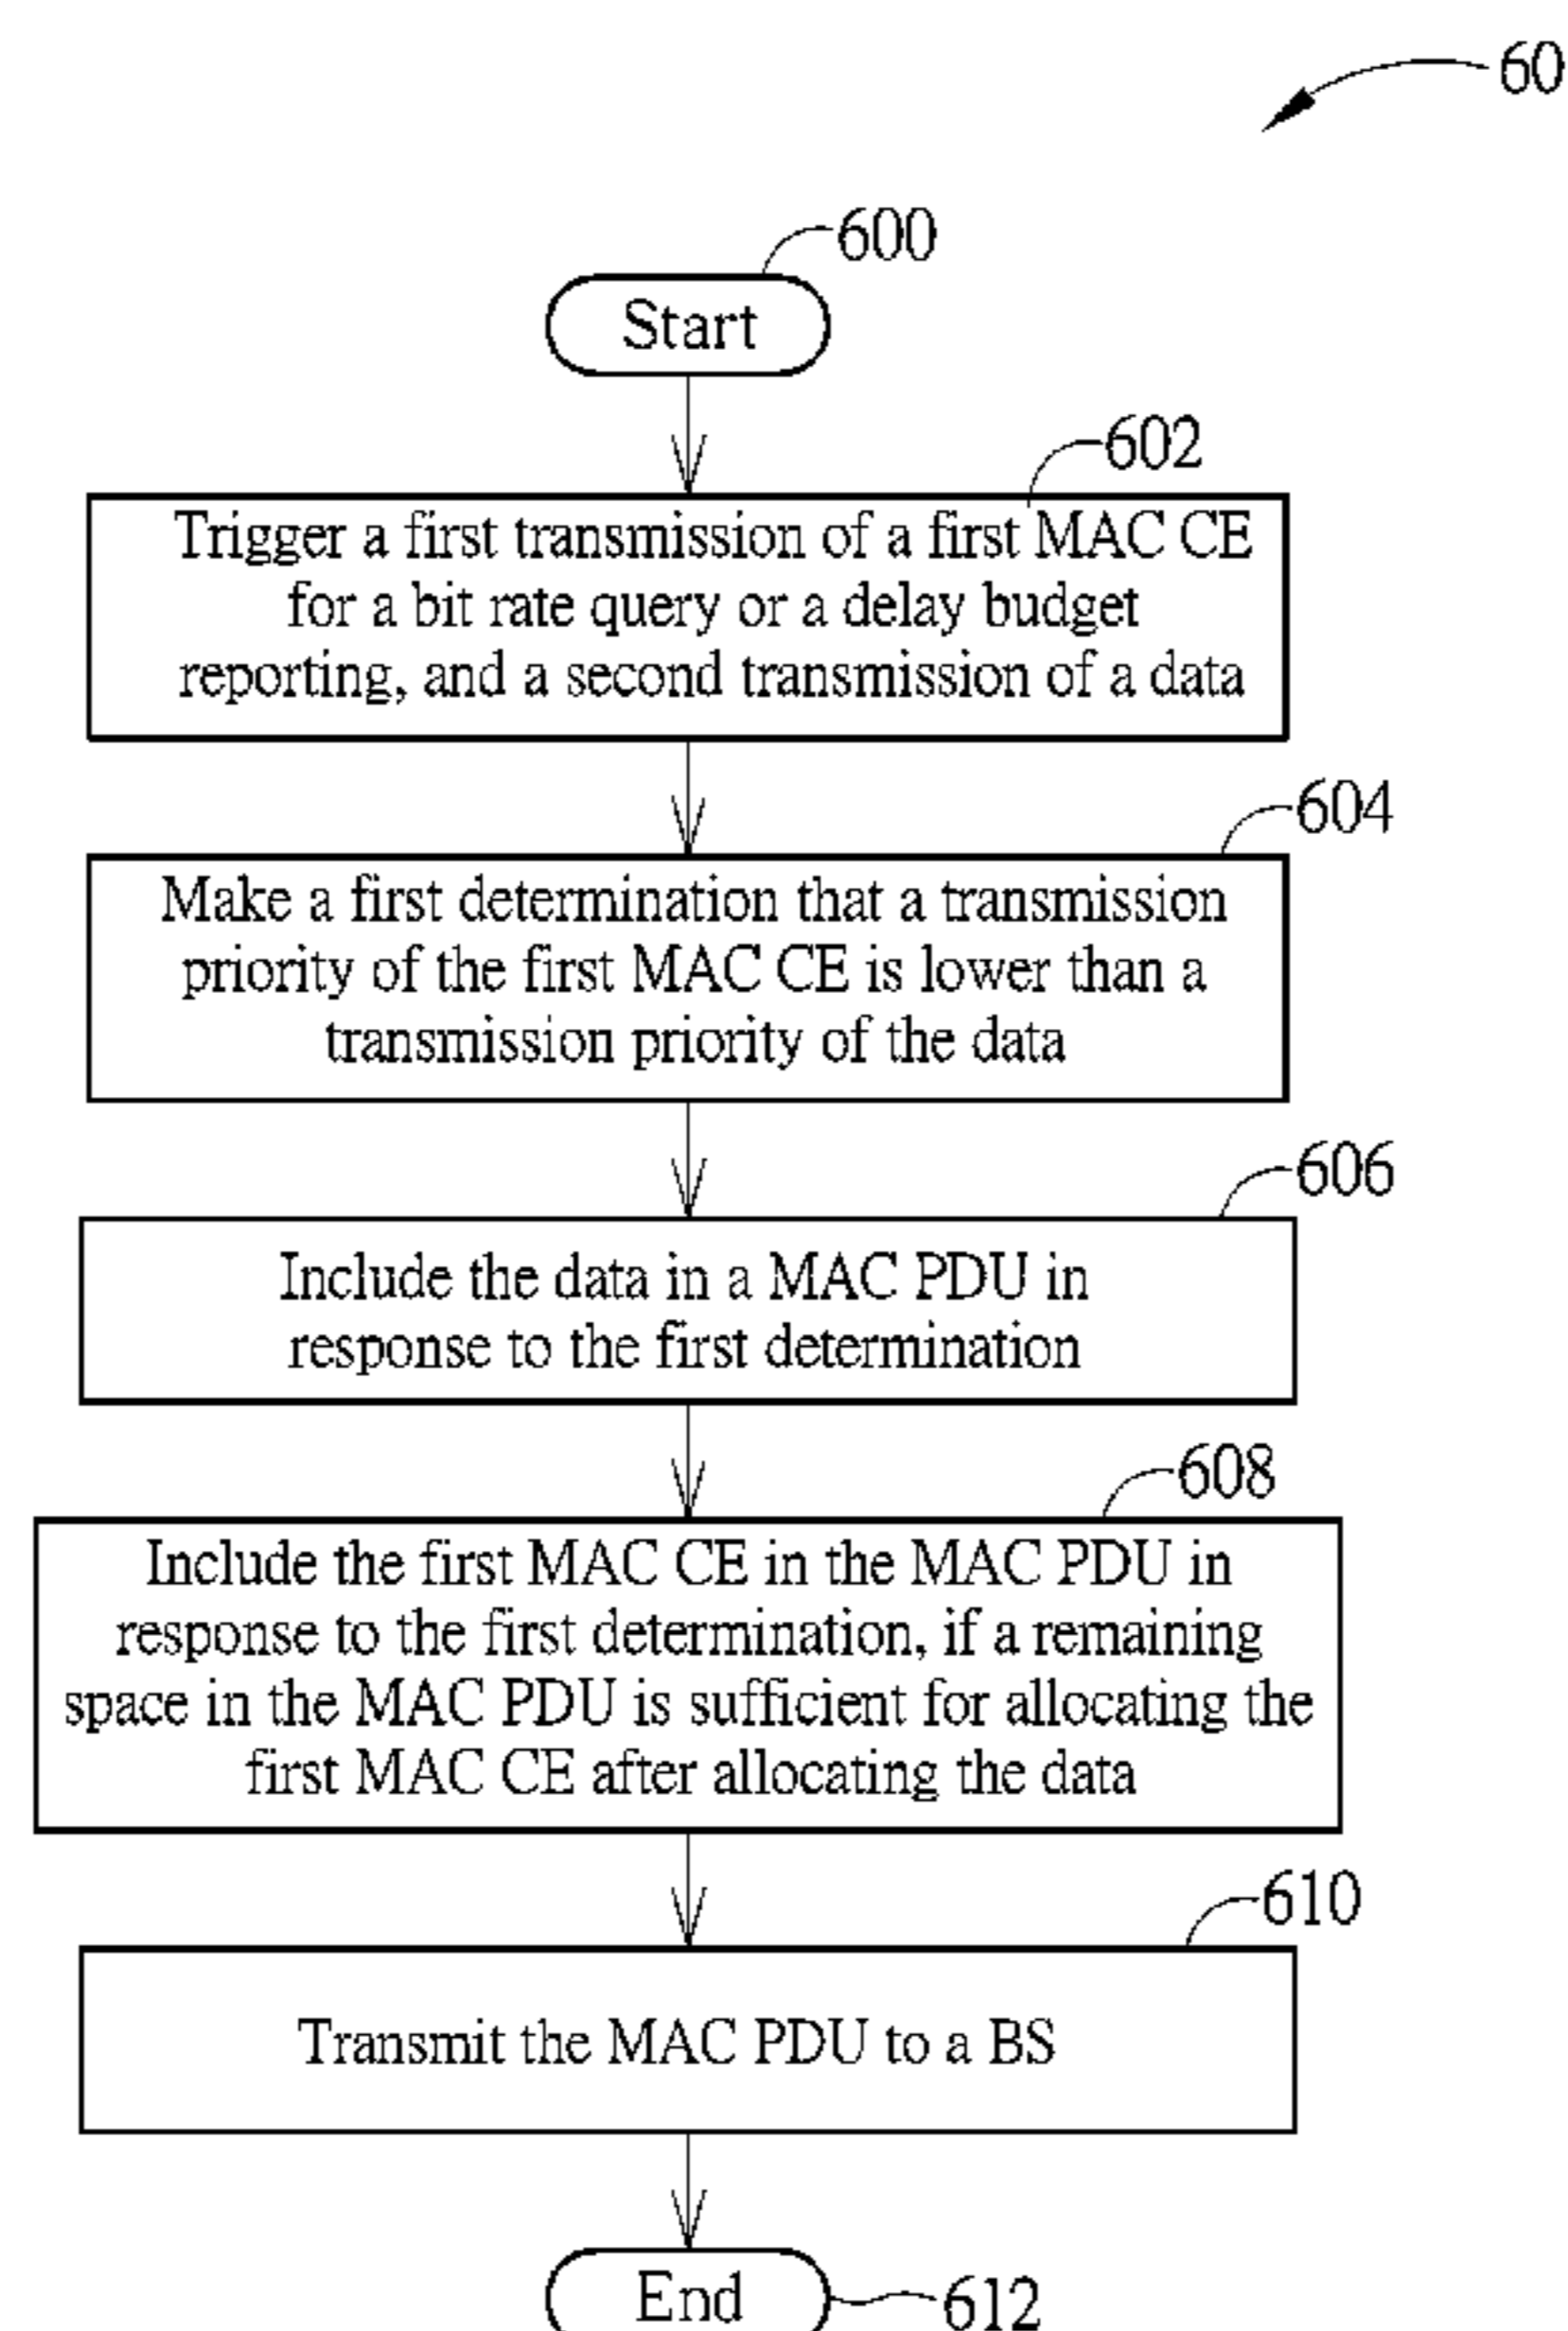 60
600
Start
602
Trigger a first transmission of a first MAC CE
for a bit rate query or a delay budget
reporting, and a second transmission of a data
604
Make a first determination that a transmission
priority of the first MAC CE is lower than a
transmission priority of the data
606
Include the data in a MAC PDU in
response to the first determination
608
Include the first MAC CE in the MAC PDU in
response to the first determination, if a remaining
space in the MAC PDU is sufficient for allocating the
first MAC CE after allocating the data
610
Transmit the MAC PDU to a BS
End
612